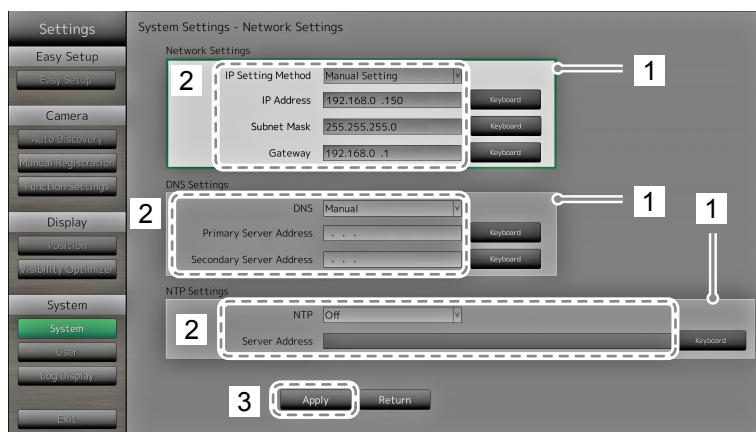 Settings
Easy Setup
Easy Setup
Camera
Auto Discovery
Manual Registration
Function Settings
Display
Position
Visibility Optimizer
System
System
User
Log Display
Exit
System Settings - Network Settings
Network Settings
1
2
IP Setting Method Manual Setting
IP Address 192.168.0 .150 Keyboard
Subnet Mask 255.255.255.0 Keyboard
Gateway 192.168.0 .1 Keyboard
DNS Settings
1
1
2
DNS Manual
Primary Server Address . . . Keyboard
Secondary Server Address . . . Keyboard
NTP Settings
2
NTP Off
Server Address Keyboard
3
Apply Return